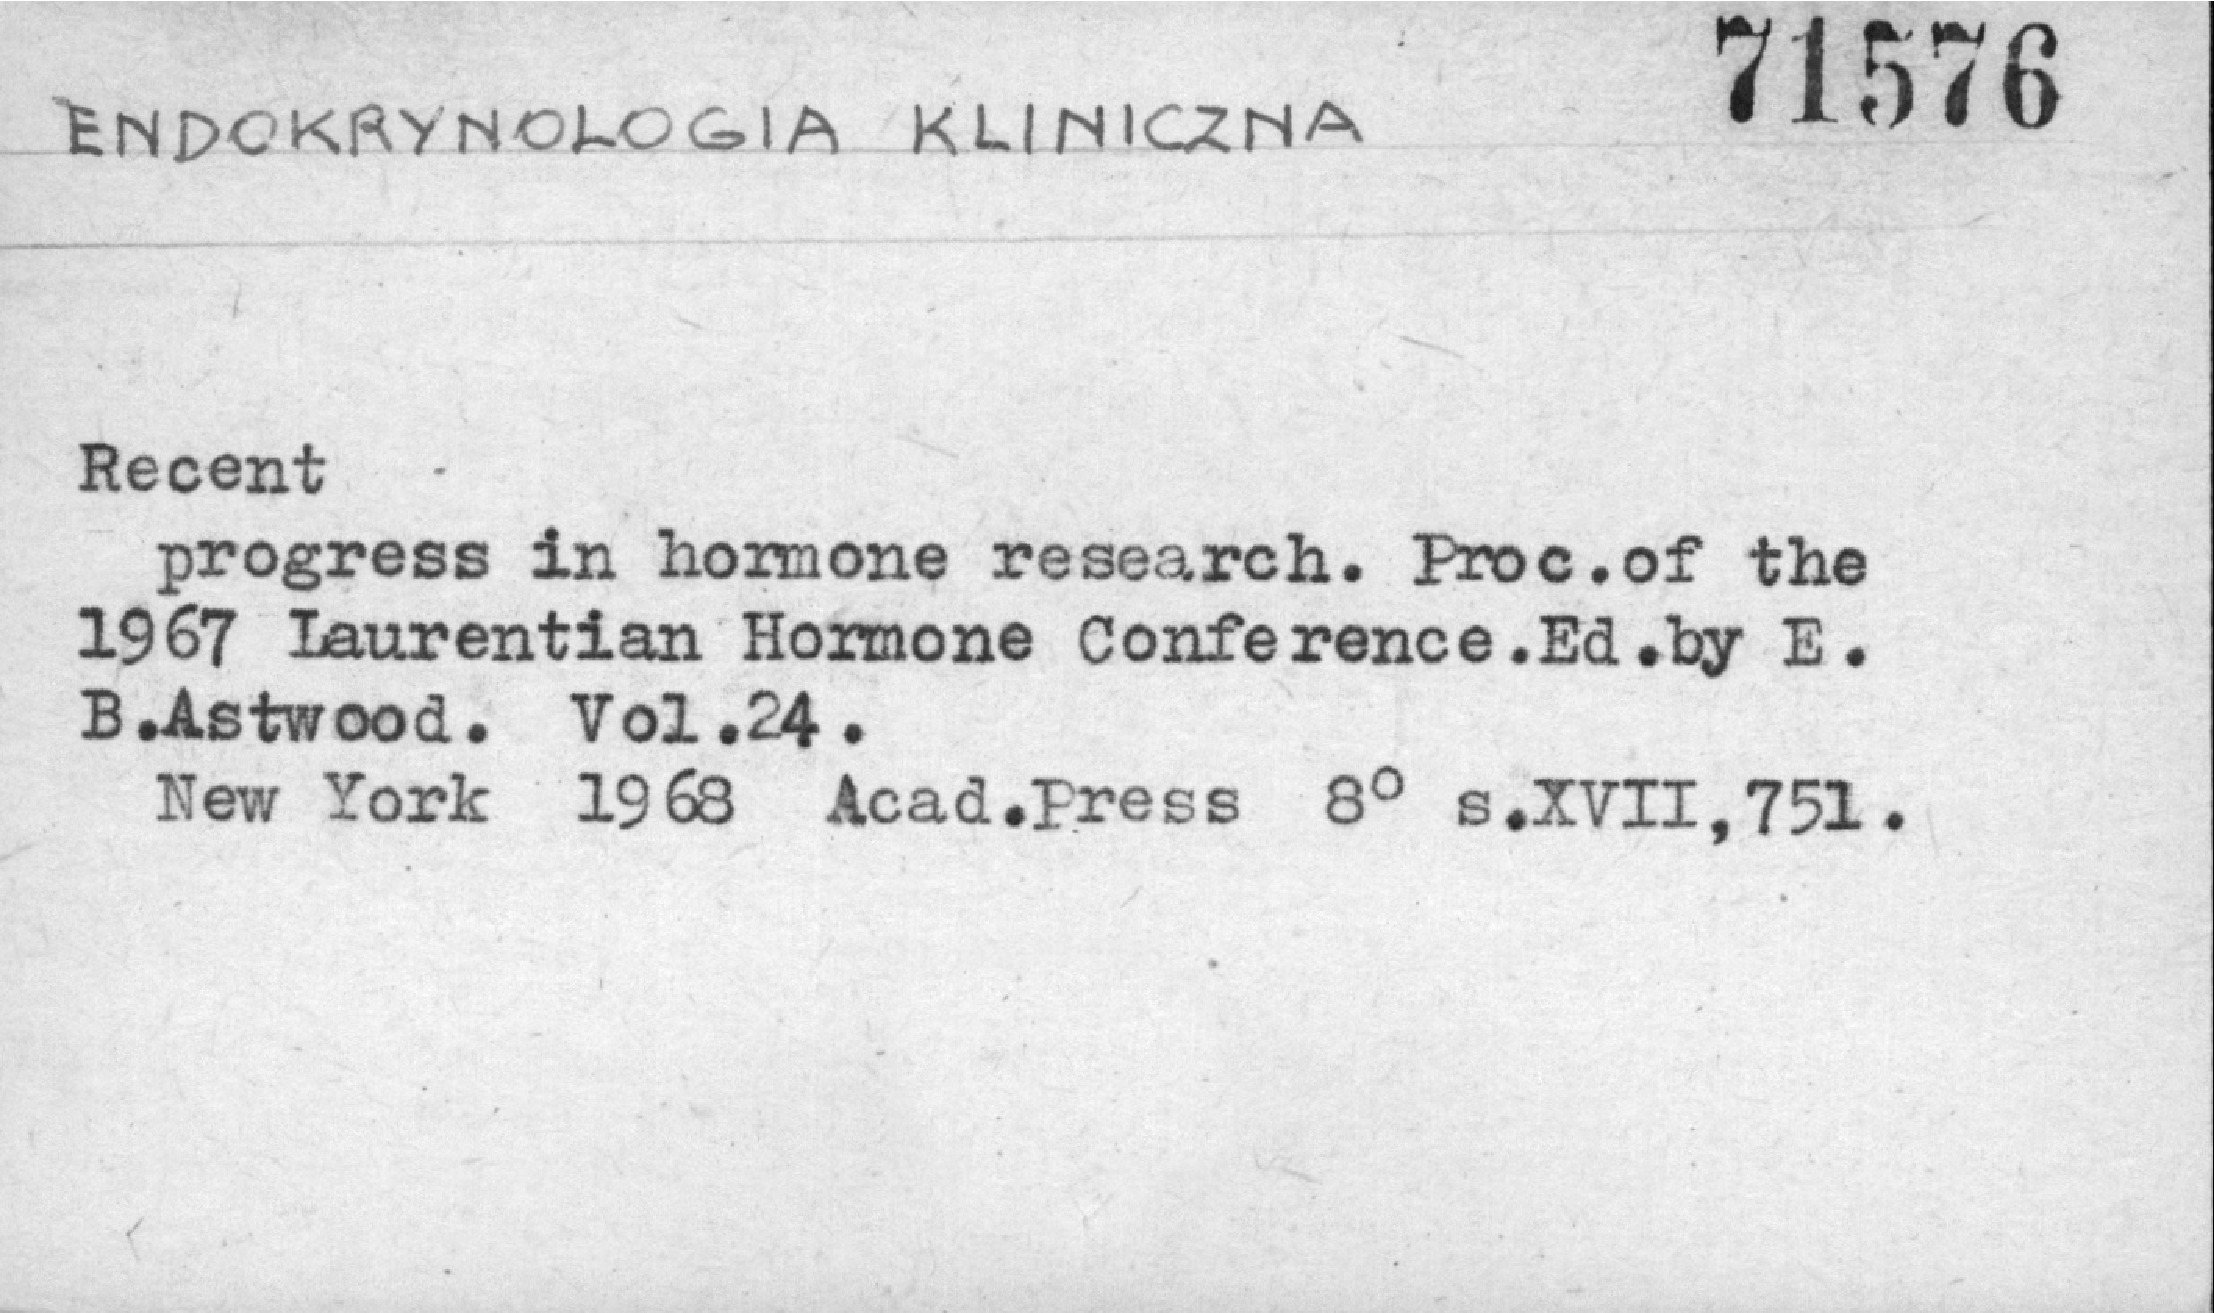 71576
ENDOKRYNOLOGIA KLINICZNA
Recent
progress in hormone research. Proc.of the
1967 Laurentian Hormone Conference.Ed.by E.
B.Astwood. Vol.24.
New York 1968 Acad.Press 8° s.XVII,751.